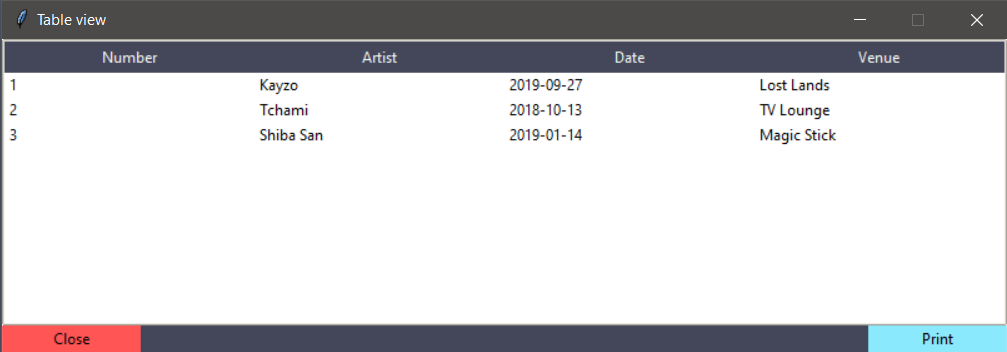 Table view
Number Artist Date Venue
1 Kayzo 2019-09-27 Lost Lands
2 Tchami 2018-10-13 TV Lounge
3 Shiba San 2019-01-14 Magic Stick
Close Print